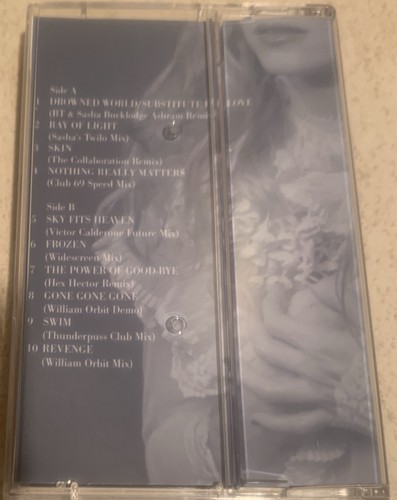 Side A
1 DROWNED WORLD/SUBSTITUTE FOR LOVE
(BT & Sasha Bucklodge Ashram Remix)
2 RAY OF LIGHT
(Sasha's Twilo Mix)
3 SKIN
(The Collaboration Remix)
4 NOTHING REALLY MATTERS
(Club 69 Speed Mix)
Side B
5 SKY FITS HEAVEN
(Victor Calderone Future Mix)
6 FROZEN
(Widescreen Mix)
7 THE POWER OF GOOD-BYE
(Hex Hector Remix)
8 GONE GONE GONE
(William Orbit Demo)
9 SWIM
(Thunderpuss Club Mix)
10 REVENGE
(William Orbit Mix)